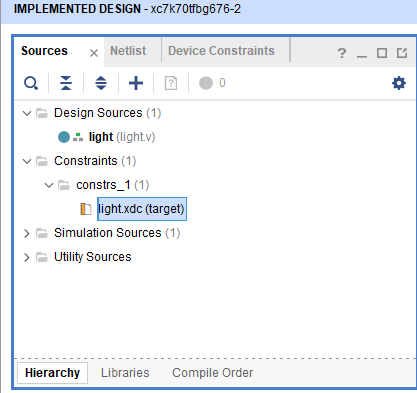 IMPLEMENTED DESIGN - xc7k70tfbg676-2
Sources × Netlist Device Constraints ? _
0
Design Sources (1)
light (light.v)
Constraints (1)
constrs_1 (1)
light.xdc (target)
Simulation Sources (1)
Utility Sources
Hierarchy Libraries Compile Order